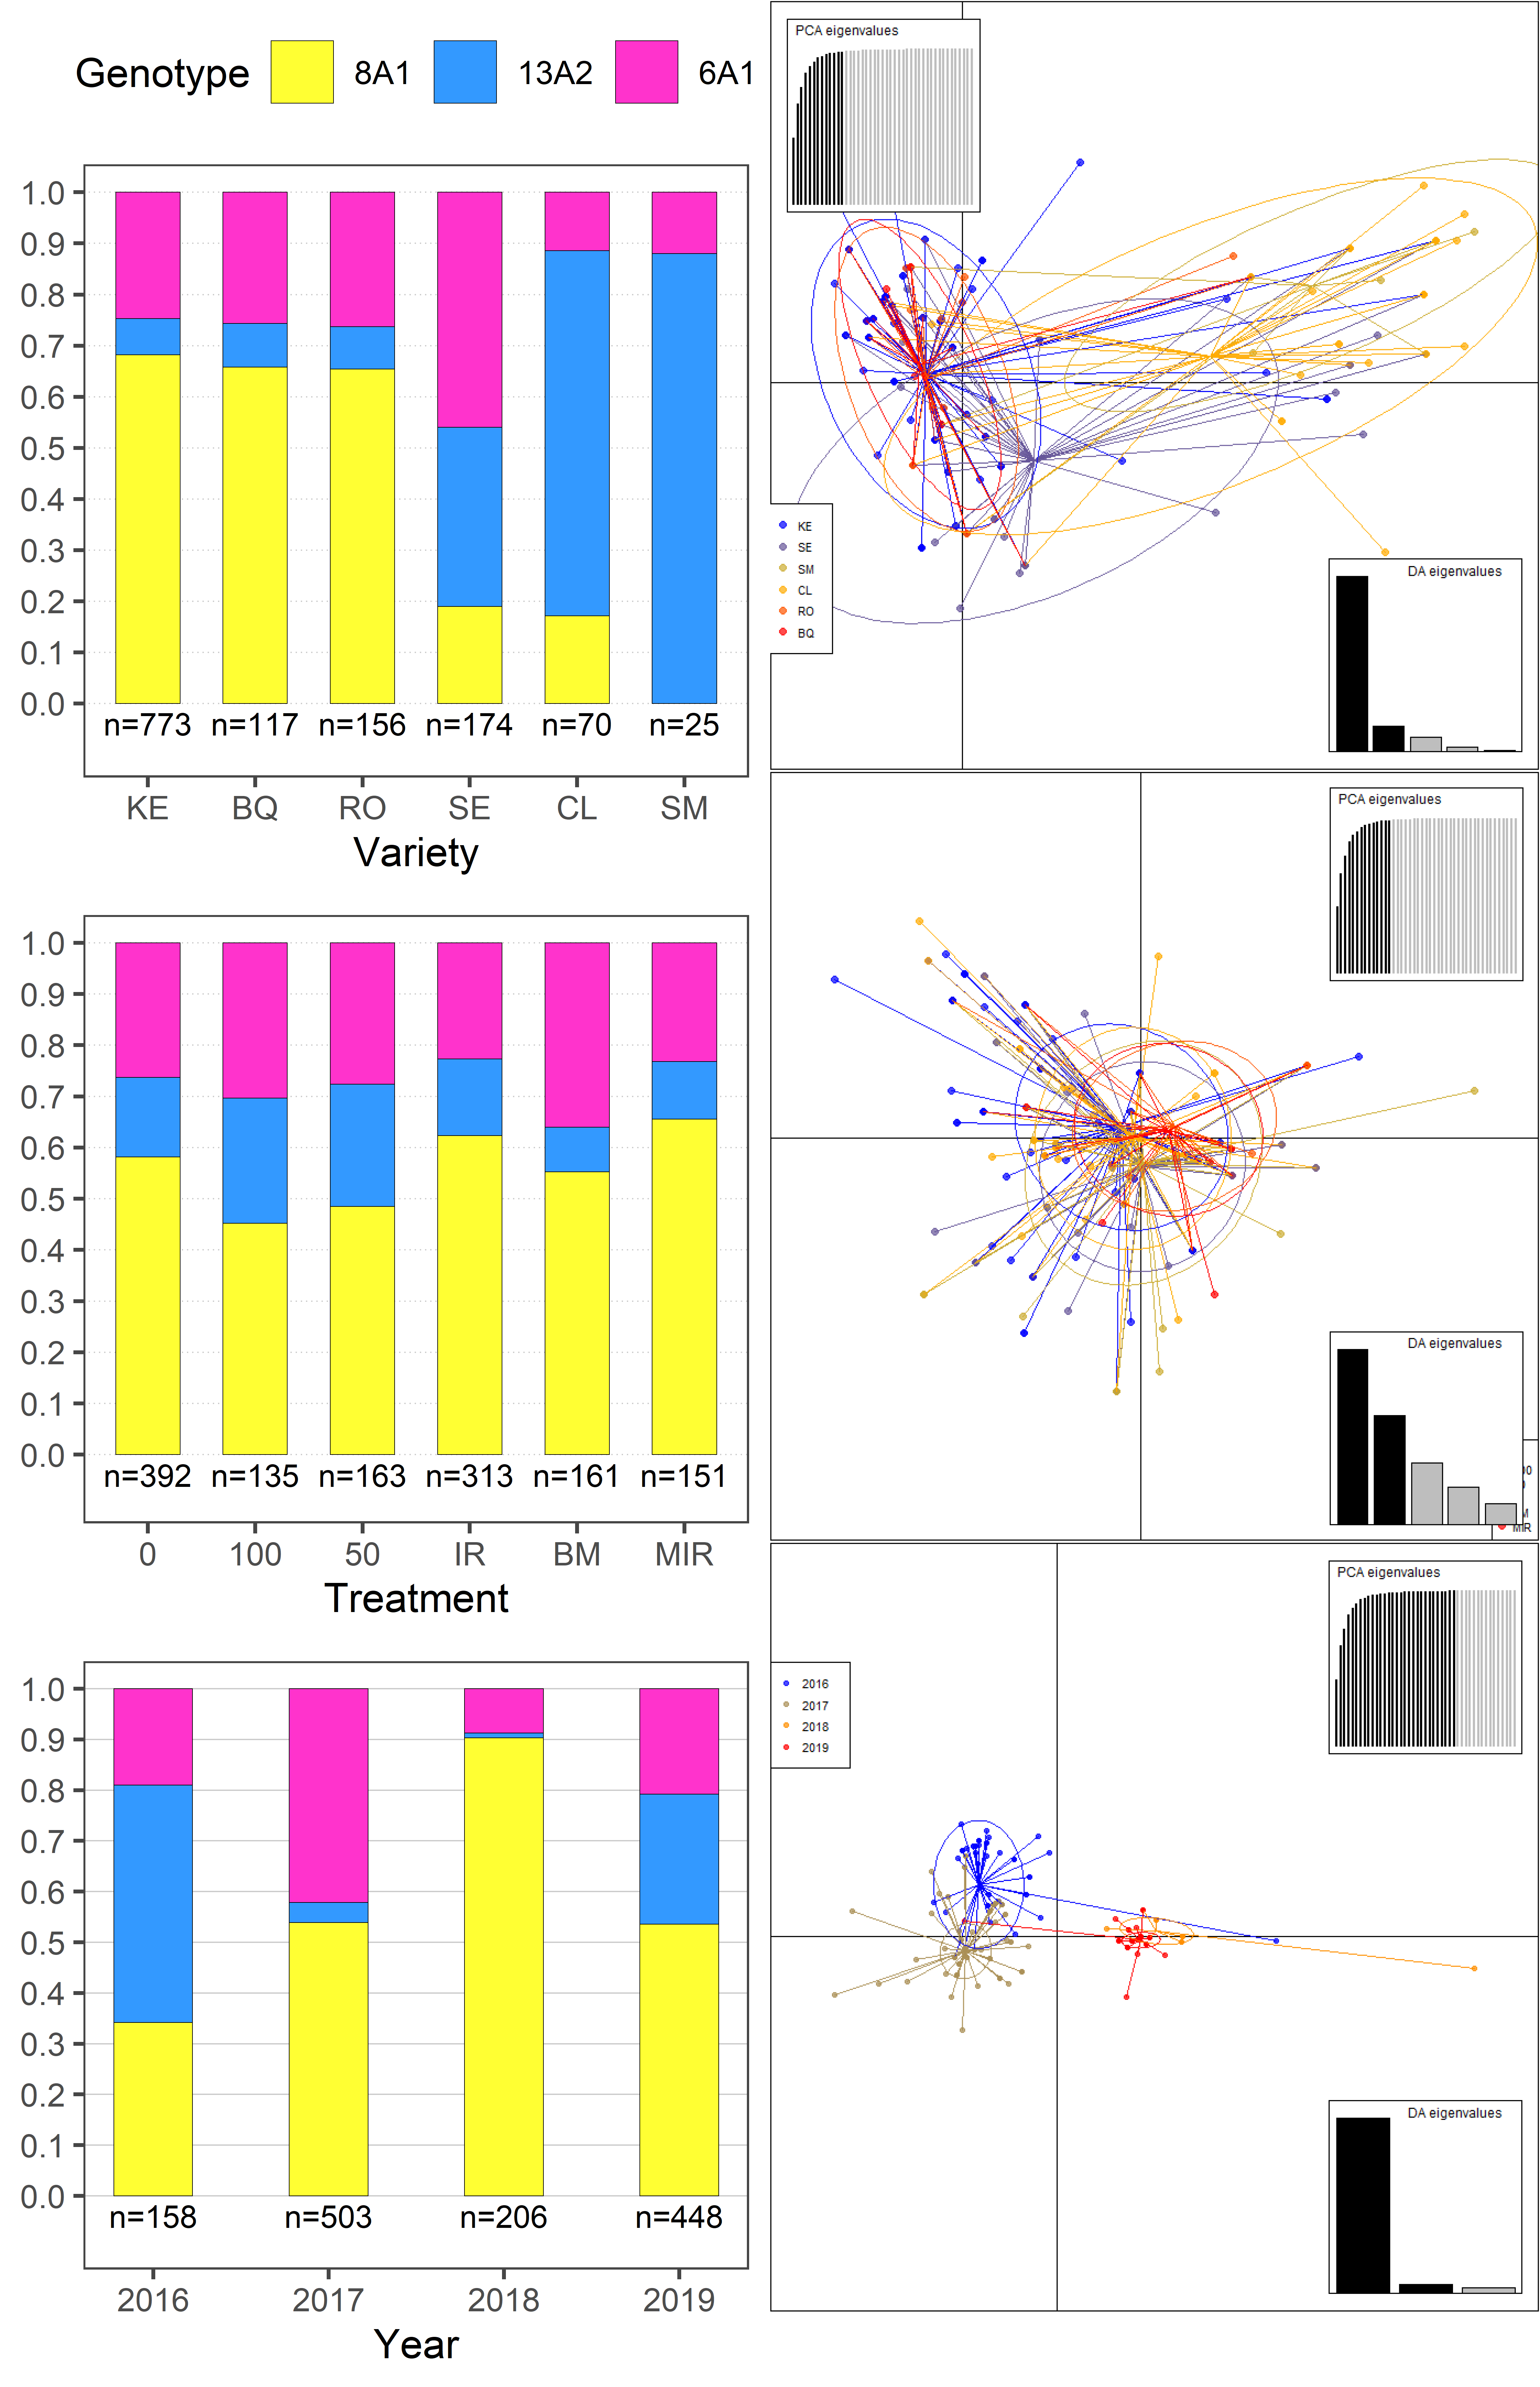 Genotype 8A1 13A2 6A1
1.0
0.9
0.8
0.7
0.6
0.5
0.4
0.3
0.2
0.1
0.0
n=773 n=117 n=156 n=174 n=70 n=25
KE BQ RO SE CL SM
Variety
PCA eigenvalues
KE
SE
SM
CL
RO
BQ
DA eigenvalues
1.0
0.9
0.8
0.7
0.6
0.5
0.4
0.3
0.2
0.1
0.0
n=392 n=135 n=163 n=313 n=161 n=151
0 100 50 IR BM MIR
Treatment
PCA eigenvalues
DA eigenvalues
MIR
1.0
0.9
0.8
0.7
0.6
0.5
0.4
0.3
0.2
0.1
0.0
n=158 n=503 n=206 n=448
2016 2017 2018 2019
Year
PCA eigenvalues
2016
2017
2018
2019
DA eigenvalues